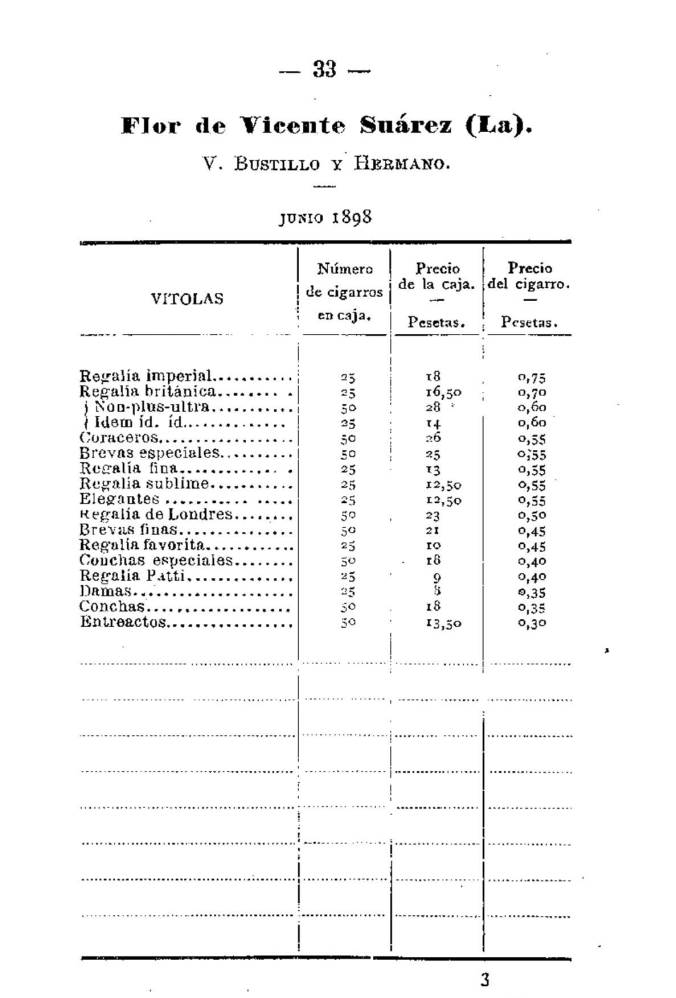 — 33 —
Flor de Vicente Suárez (La).
V. BUSTILLO Y HERMANO.
JUNIO 1898
VITOLAS Número de cigarros en caja. Precio de la caja. — Pesetas. Precio del cigarro. — Pesetas.
Regalía imperial........... 25 18 0,75
Regalía británica........ . 25 16,50 0,70
Non-plus-ultra........... 50 28 0,60
Idem íd. íd.............. 25 14 0,60
Coraceros.................. 50 26 0,55
Brevas especiales.......... 50 25 0,55
Regalía fina............. . 25 13 0,55
Regalía sublime........... 25 12,50 0,55
Elegantes ........... ..... 25 12,50 0,55
Regalía de Londres........ 50 23 0,50
Brevas finas............... 50 21 0,45
Regalía favorita............ 25 10 0,45
Conchas especiales........ 50 18 0,40
Regalía Patti.............. 25 9 0,40
Damas...................... 25 8 0,35
Conchas................... 50 18 0,35
Entreactos................. 50 13,50 0,30
3